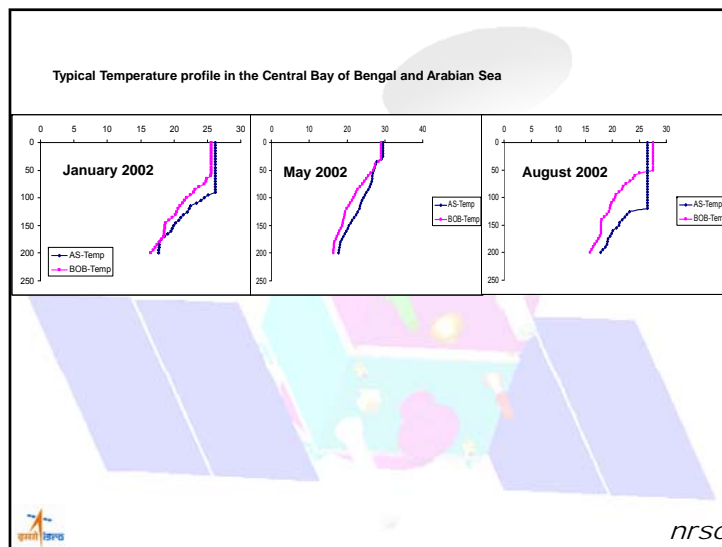 Typical Temperature profile in the Central Bay of Bengal and Arabian Sea
0 5 10 15 20 25 30
0
50
100
150
200
250
January 2002
AS-Temp
BOB-Temp
0 10 20 30 40
0
50
100
150
200
250
May 2002
AS-Temp
BOB-Temp
0 5 10 15 20 25 30
0
50
100
150
200
250
August 2002
AS-Temp
BOB-Temp
इसरो isro
nrsc